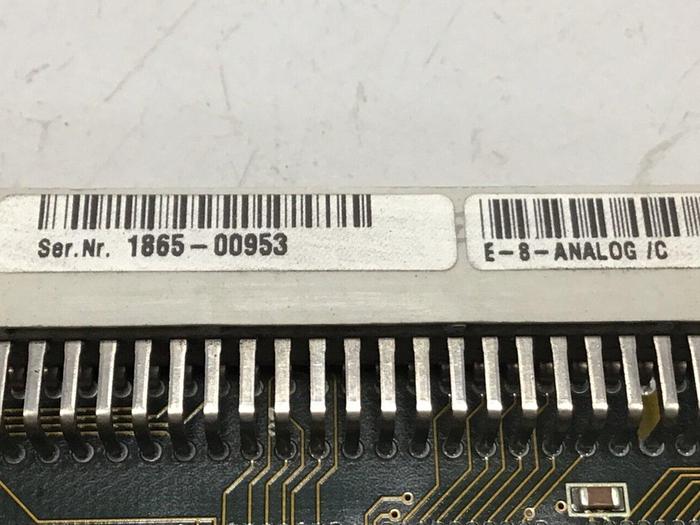 Ser.Nr. 1865-00953
E-8-ANALOG /C